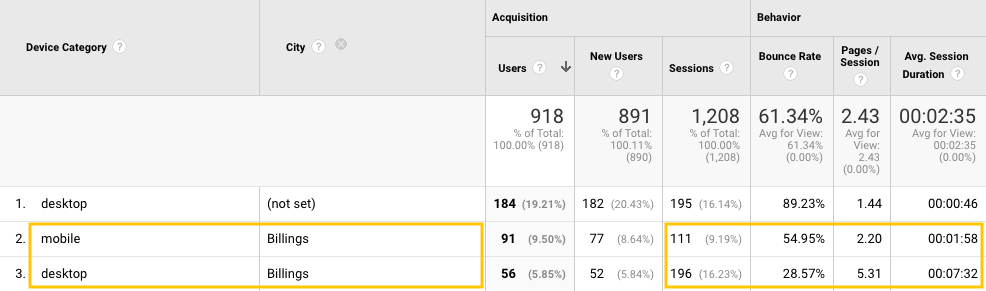 Acquisition Behavior
Device Category ? City ? Users ? New Users ? Sessions ? Bounce Rate ? Pages / Session ? Avg. Session Duration ?
918 891 1,208 61.34% 2.43 00:02:35
% of Total: 100.00% (918) % of Total: 100.11% (890) % of Total: 100.00% (1,208) Avg for View: 61.34% (0.00%) Avg for View: 2.43 (0.00%) Avg for View: 00:02:35 (0.00%)
1. desktop (not set) 184 (19.21%) 182 (20.43%) 195 (16.14%) 89.23% 1.44 00:00:46
2. mobile Billings 91 (9.50%) 77 (8.64%) 111 (9.19%) 54.95% 2.20 00:01:58
3. desktop Billings 56 (5.85%) 52 (5.84%) 196 (16.23%) 28.57% 5.31 00:07:32